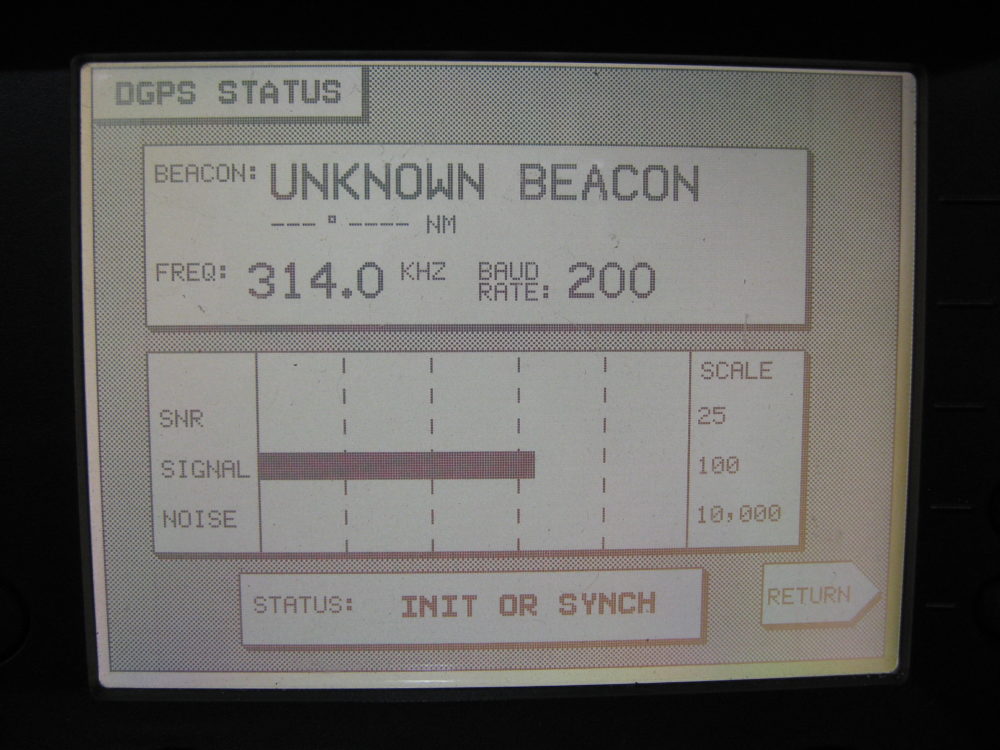 DGPS STATUS
BEACON: UNKNOWN BEACON
---° ---- NM
FREQ: 314.0 KHZ BAUD RATE: 200
SCALE
SNR 25
SIGNAL 100
NOISE 10,000
STATUS: INIT OR SYNCH
RETURN